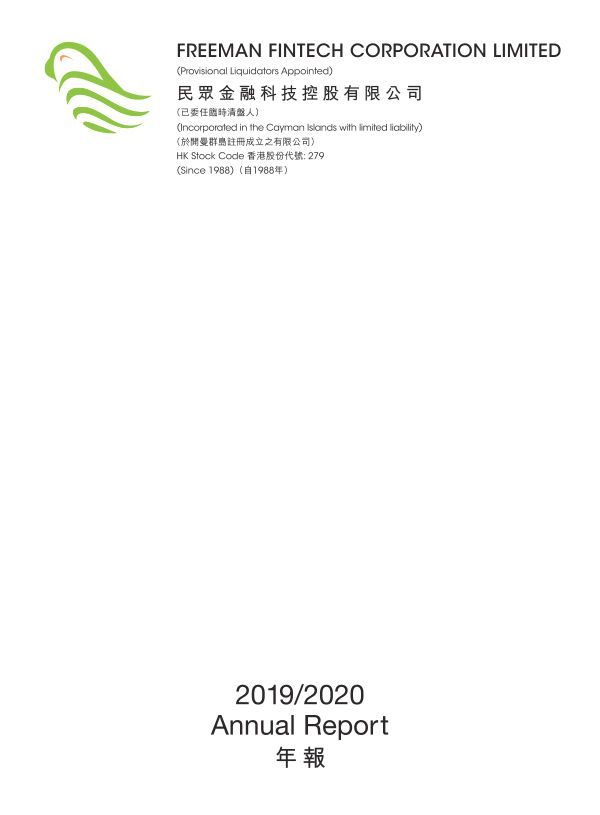 FREEMAN FINTECH CORPORATION LIMITED
(Provisional Liquidators Appointed)
民眾金融科技控股有限公司
（已委任臨時清盤人）
(Incorporated in the Cayman Islands with limited liability)
（於開曼群島註冊成立之有限公司）
HK Stock Code 香港股份代號: 279
(Since 1988)（自1988年）
2019/2020
Annual Report
年報